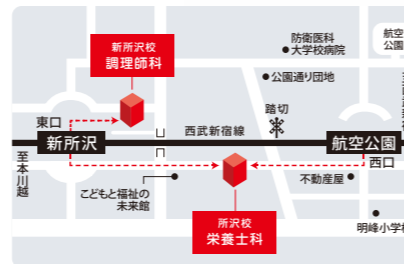 防衛医科
大学校病院
航空
公園
新所沢校
調理師科
公園通り団地
踏切
東口
西武新宿線
新所沢
航空公園
西口
至本川越
こどもと福祉の
未来館
不動産屋
所沢校
栄養士科
明峰小学校